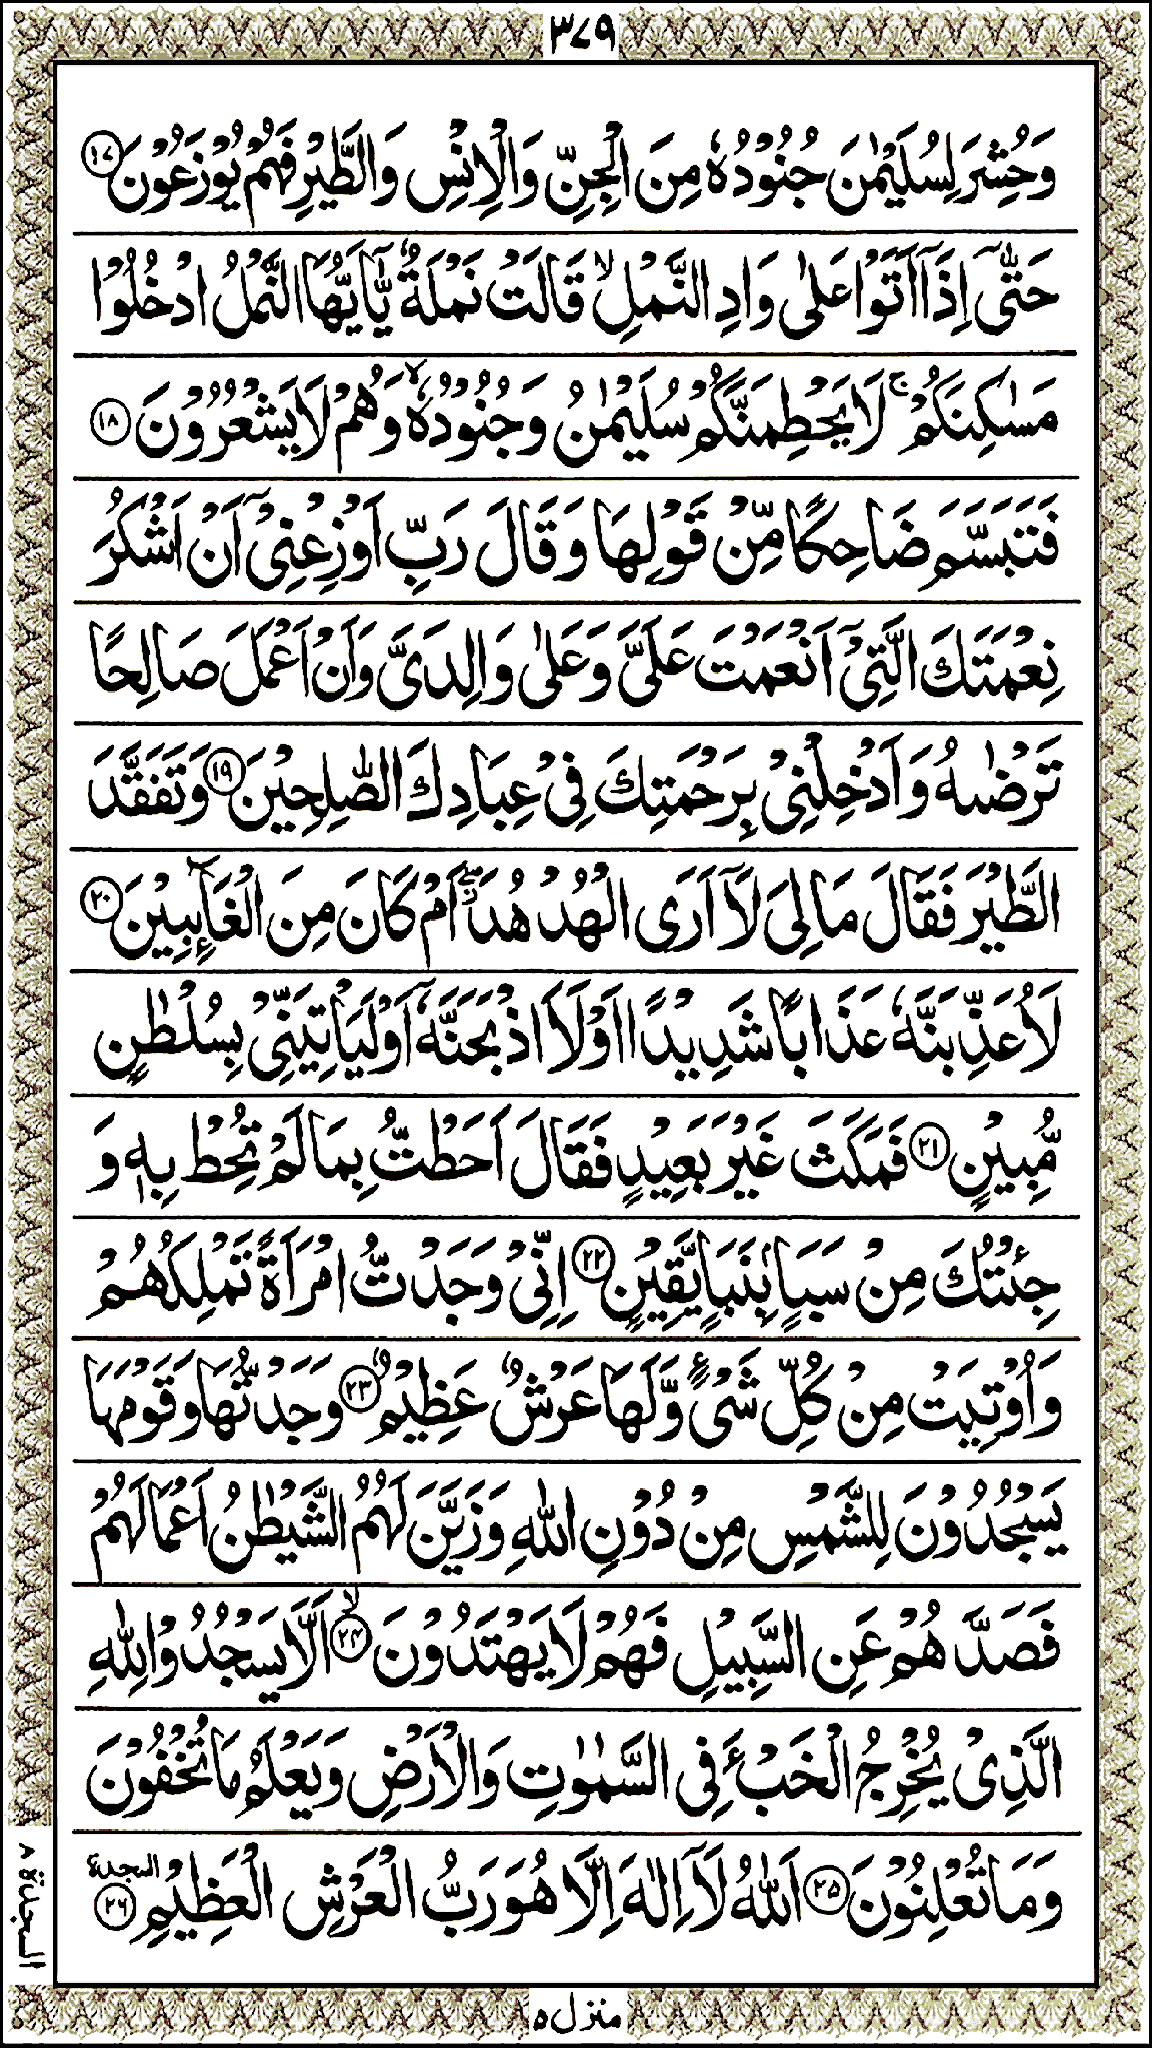 ٣٧٩
وَحُشِرَ لِسُلَيْمٰنَ جُنُوْدُهٗ مِنَ الْجِنِّ وَالْاِنْسِ وَالطَّيْرِ فَهُمْ يُوْزَعُوْنَ ⁠۝١٧
حَتّٰۤى اِذَاۤ اَتَوْا عَلٰى وَادِ النَّمْلِ ۙ قَالَتْ نَمْلَةٌ يّٰۤاَيُّهَا النَّمْلُ ادْخُلُوْا
مَسٰكِنَكُمْ ۚ لَا يَحْطِمَنَّكُمْ سُلَيْمٰنُ وَجُنُوْدُهٗ ۙ وَهُمْ لَا يَشْعُرُوْنَ ۝١٨
فَتَبَسَّمَ ضَاحِكًا مِّنْ قَوْلِهَا وَقَالَ رَبِّ اَوْزِعْنِىْۤ اَنْ اَشْكُرَ
نِعْمَتَكَ الَّتِىْۤ اَنْعَمْتَ عَلَىَّ وَعَلٰى وَالِدَىَّ وَاَنْ اَعْمَلَ صَالِحًا
تَرْضٰىهُ وَاَدْخِلْنِىْ بِرَحْمَتِكَ فِىْ عِبَادِكَ الصّٰلِحِيْنَ ۝١٩ وَتَفَقَّدَ
الطَّيْرَ فَقَالَ مَا لِىَ لَاۤ اَرَى الْهُدْهُدَ ۖ اَمْ كَانَ مِنَ الْغَآئِبِيْنَ ۝٢٠
لَاُعَذِّبَنَّهٗ عَذَابًا شَدِيْدًا اَوْ لَا۟اَذْبَحَنَّهٗۤ اَوْ لَيَاْتِيَنِّىْ بِسُلْطٰنٍ
مُّبِيْنٍ ۝٢١ فَمَكَثَ غَيْرَ بَعِيْدٍ فَقَالَ اَحَطْتُّ بِمَا لَمْ تُحِطْ بِهٖ وَ
جِئْتُكَ مِنْ سَبَاٍۢ بِنَبَاٍ يَّقِيْنٍ ۝٢٢ اِنِّىْ وَجَدْتُّ امْرَاَةً تَمْلِكُهُمْ
وَاُوْتِيَتْ مِنْ كُلِّ شَىْءٍ وَّلَهَا عَرْشٌ عَظِيْمٌ ۝٢٣ وَجَدْتُّهَا وَقَوْمَهَا
يَسْجُدُوْنَ لِلشَّمْسِ مِنْ دُوْنِ اللّٰهِ وَزَيَّنَ لَهُمُ الشَّيْطٰنُ اَعْمَالَهُمْ
فَصَدَّهُمْ عَنِ السَّبِيْلِ فَهُمْ لَا يَهْتَدُوْنَ ۙ ۝٢٤ اَلَّا يَسْجُدُوْا لِلّٰهِ
الَّذِىْ يُخْرِجُ الْخَبْءَ فِى السَّمٰوٰتِ وَالْاَرْضِ وَيَعْلَمُ مَا تُخْفُوْنَ
وَمَا تُعْلِنُوْنَ ۝٢٥ اَللّٰهُ لَاۤ اِلٰهَ اِلَّا هُوَ رَبُّ الْعَرْشِ الْعَظِيْمِ ۝٢٦ السجدة
السجدة ٨
منزل ٥